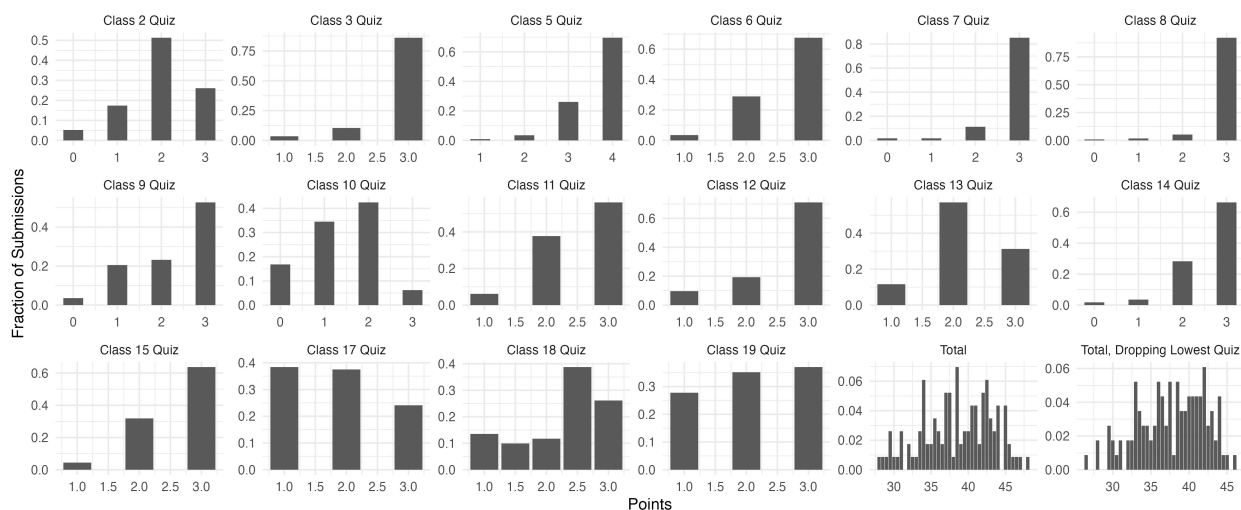 Class 2 Quiz
Class 3 Quiz
Class 5 Quiz
Class 6 Quiz
Class 7 Quiz
Class 8 Quiz
0.5
0.4
0.3
0.2
0.1
0.0
0 1 2 3
0.75
0.50
0.25
0.00
1.0 1.5 2.0 2.5 3.0
0.6
0.4
0.2
0.0
1 2 3 4
0.6
0.4
0.2
0.0
1.0 1.5 2.0 2.5 3.0
0.8
0.6
0.4
0.2
0.0
0 1 2 3
0.75
0.50
0.25
0.00
0 1 2 3
Fraction of Submissions
Class 9 Quiz
Class 10 Quiz
Class 11 Quiz
Class 12 Quiz
Class 13 Quiz
Class 14 Quiz
0.4
0.2
0.0
0 1 2 3
0.4
0.3
0.2
0.1
0.0
0 1 2 3
0.4
0.2
0.0
1.0 1.5 2.0 2.5 3.0
0.6
0.4
0.2
0.0
1.0 1.5 2.0 2.5 3.0
0.4
0.2
0.0
1.0 1.5 2.0 2.5 3.0
0.6
0.4
0.2
0.0
0 1 2 3
Class 15 Quiz
Class 17 Quiz
Class 18 Quiz
Class 19 Quiz
Total
Total, Dropping Lowest Quiz
0.6
0.4
0.2
0.0
1.0 1.5 2.0 2.5 3.0
0.4
0.3
0.2
0.1
0.0
1.0 1.5 2.0 2.5 3.0
0.4
0.3
0.2
0.1
0.0
1.0 1.5 2.0 2.5 3.0
0.3
0.2
0.1
0.0
1.0 1.5 2.0 2.5 3.0
0.06
0.04
0.02
0.00
30 35 40 45
0.06
0.04
0.02
0.00
30 35 40 45
Points